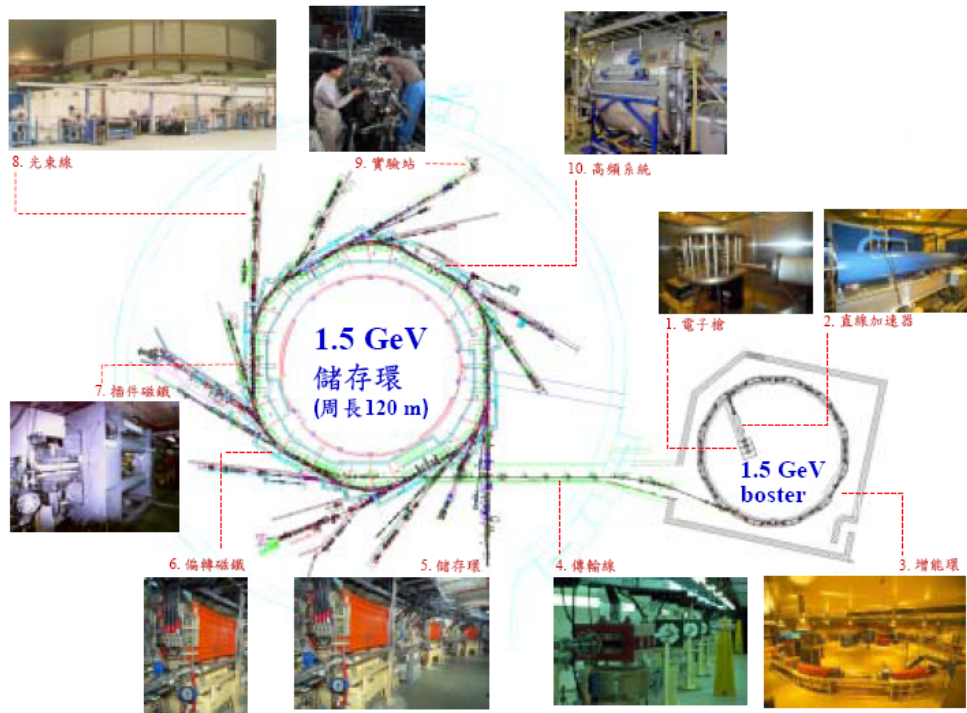 8. 光束線
9. 實驗站
10. 高頻系統
1. 電子槍
2. 直線加速器
1.5 GeV
儲存環
(周長120 m)
7. 插件磁鐵
1.5 GeV
boster
6. 偏轉磁鐵
5. 儲存環
4. 傳輸線
3. 增能環